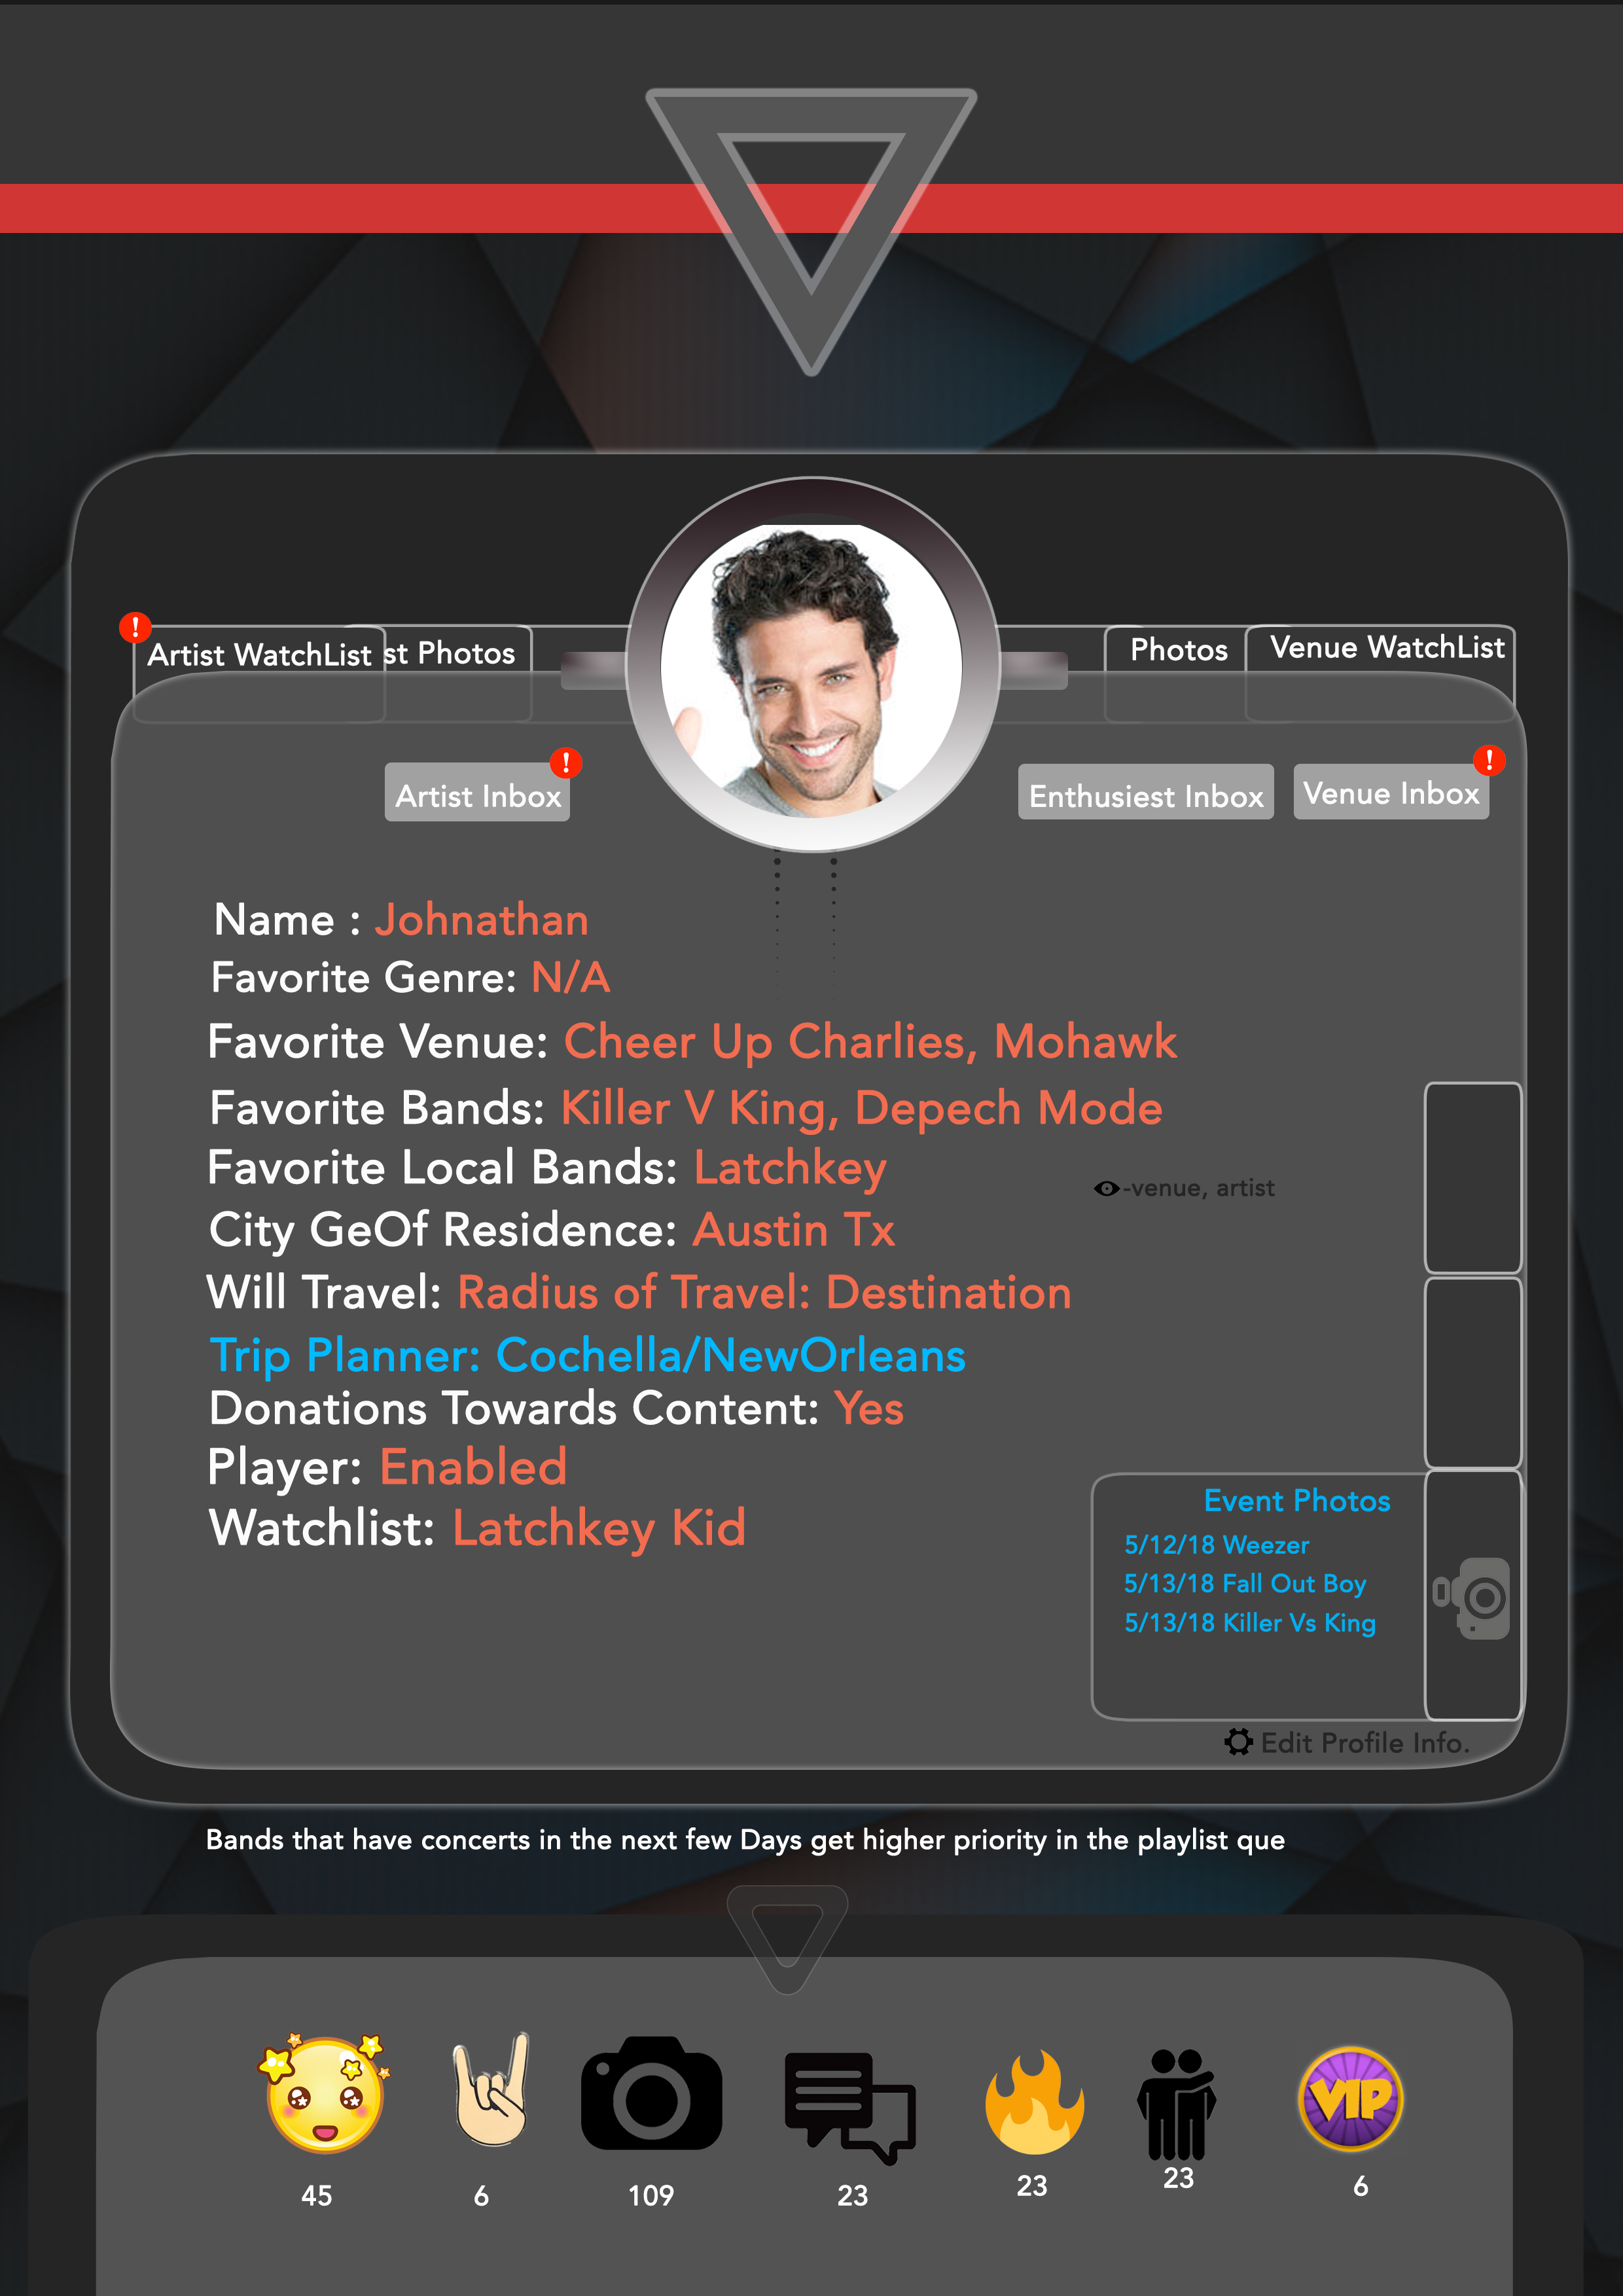 Artist WatchList
st Photos
Photos
Venue WatchList
Artist Inbox
Enthusiest Inbox
Venue Inbox
Name : Johnathan
Favorite Genre: N/A
Favorite Venue: Cheer Up Charlies, Mohawk
Favorite Bands: Killer V King, Depech Mode
Favorite Local Bands: Latchkey
-venue, artist
City GeOf Residence: Austin Tx
Will Travel: Radius of Travel: Destination
Trip Planner: Cochella/NewOrleans
Donations Towards Content: Yes
Player: Enabled
Watchlist: Latchkey Kid
Event Photos
5/12/18 Weezer
5/13/18 Fall Out Boy
5/13/18 Killer Vs King
Edit Profile Info.
Bands that have concerts in the next few Days get higher priority in the playlist que
VIP
45
6
109
23
23
23
6